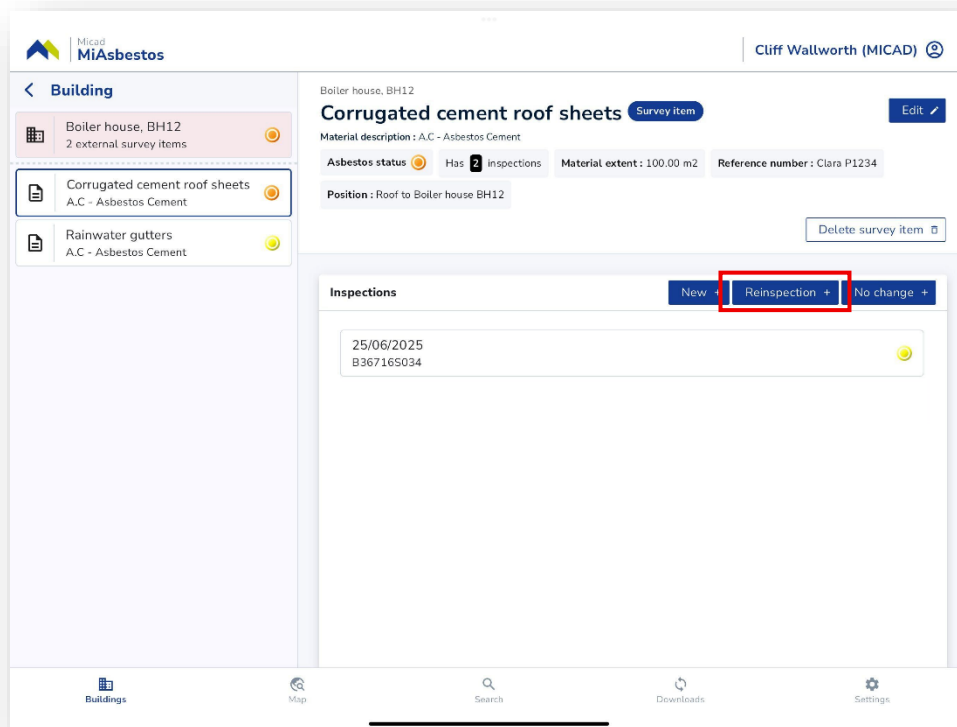 Micad
MiAsbestos
Cliff Wallworth (MICAD)
Building
Boiler house, BH12
2 external survey items
Corrugated cement roof sheets
A.C - Asbestos Cement
Rainwater gutters
A.C - Asbestos Cement
Boiler house, BH12
Corrugated cement roof sheets Survey item
Edit
Material description : A.C - Asbestos Cement
Asbestos status Has 2 inspections Material extent : 100.00 m2 Reference number : Clara P1234
Position : Roof to Boiler house BH12
Delete survey item
Inspections New + Reinspection + No change +
25/06/2025
B36716S034
Buildings Map Search Downloads Settings